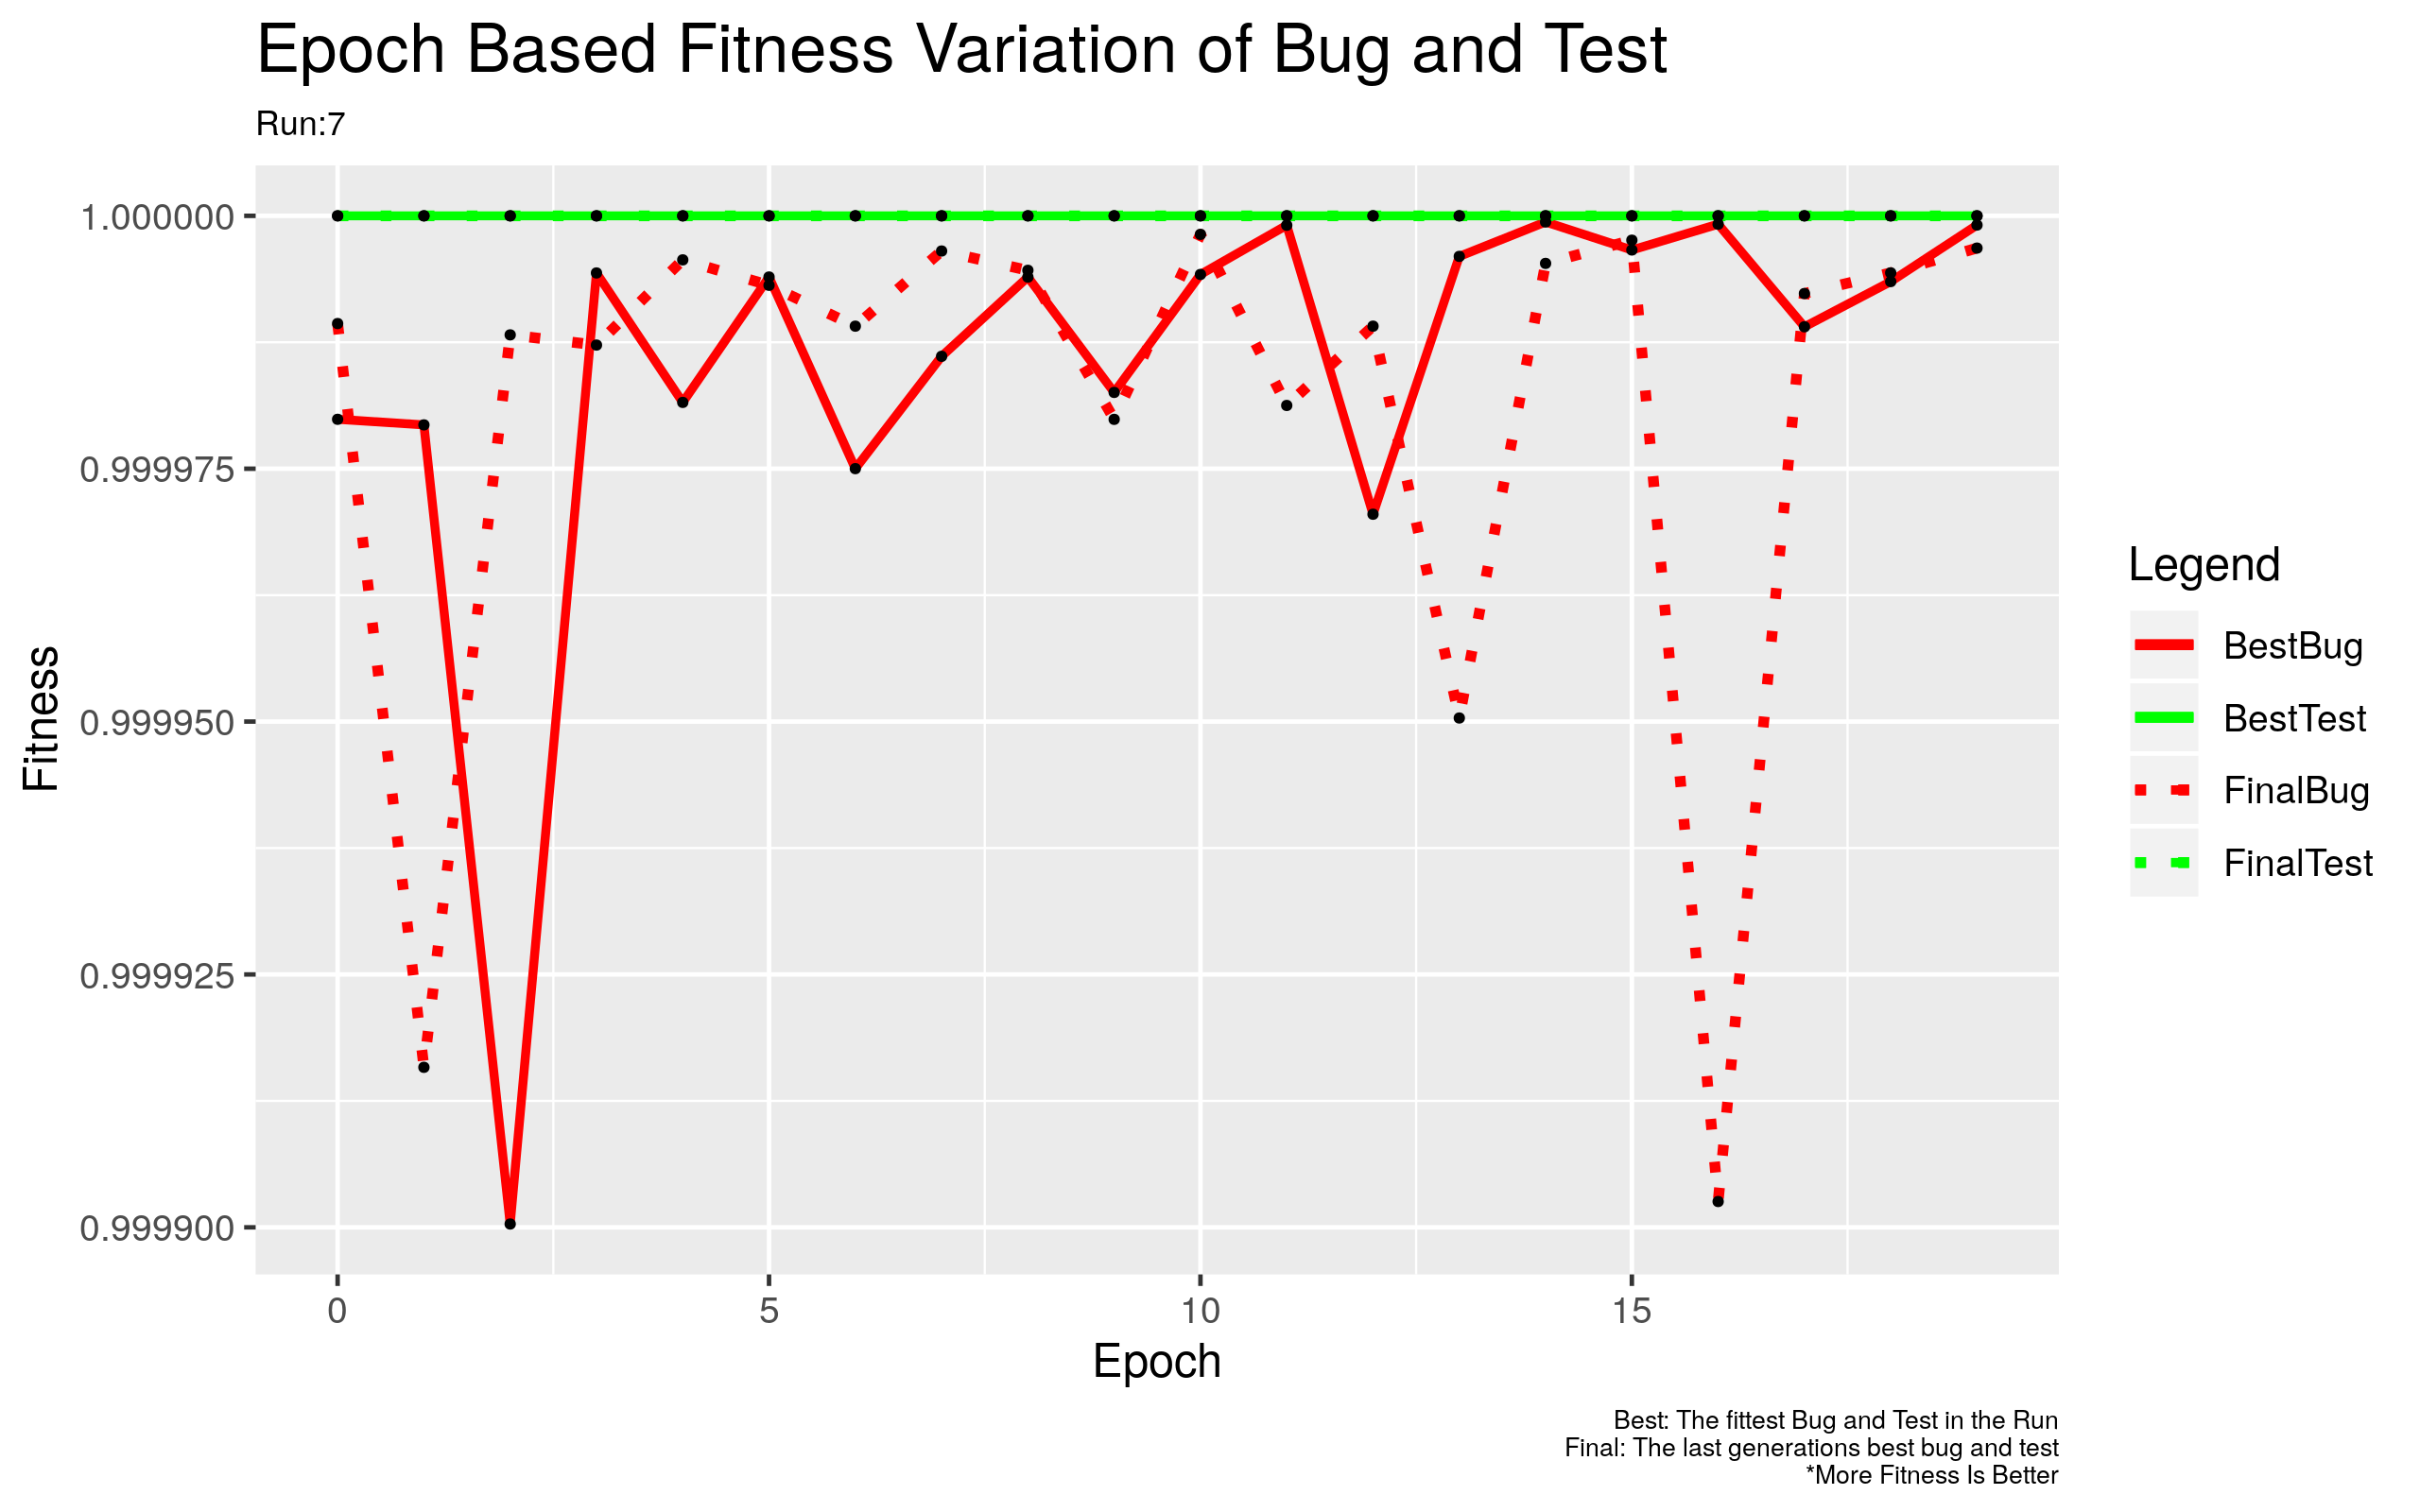 Epoch Based Fitness Variation of Bug and Test
Run:7
1.000000
0.999975
0.999950
0.999925
0.999900
Fitness
0 5 10 15
Epoch
Legend
BestBug
BestTest
FinalBug
FinalTest
Best: The fittest Bug and Test in the Run
Final: The last generations best bug and test
*More Fitness Is Better